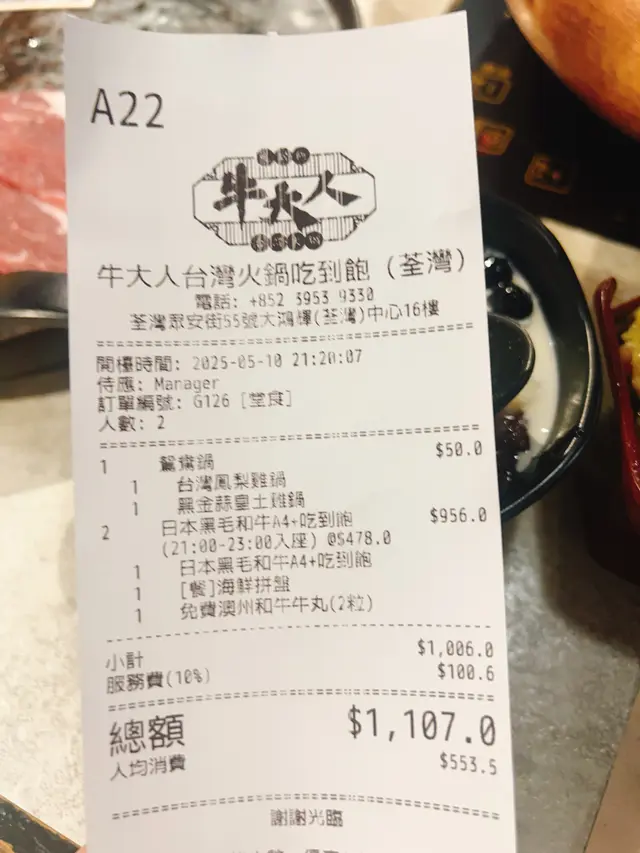 A22
牛大人
牛大人台灣火鍋吃到飽 (荃灣)
電話: +852 3953 9330
荃灣眾安街55號大鴻輝(荃灣)中心16樓
開檯時間: 2025-05-10 21:20:07
侍應: Manager
訂單編號: G126 [堂食]
人數: 2
1 鴛鴦鍋 $50.0
1 台灣鳳梨雞鍋
1 黑金蒜皇土雞鍋
2 日本黑毛和牛A4+吃到飽 $956.0
(21:00-23:00入座) @$478.0
1 日本黑毛和牛A4+吃到飽
1 [餐]海鮮拼盤
1 免費澳州和牛牛丸(2粒)
小計 $1,006.0
服務費(10%) $100.6
總額 $1,107.0
人均消費 $553.5
謝謝光臨